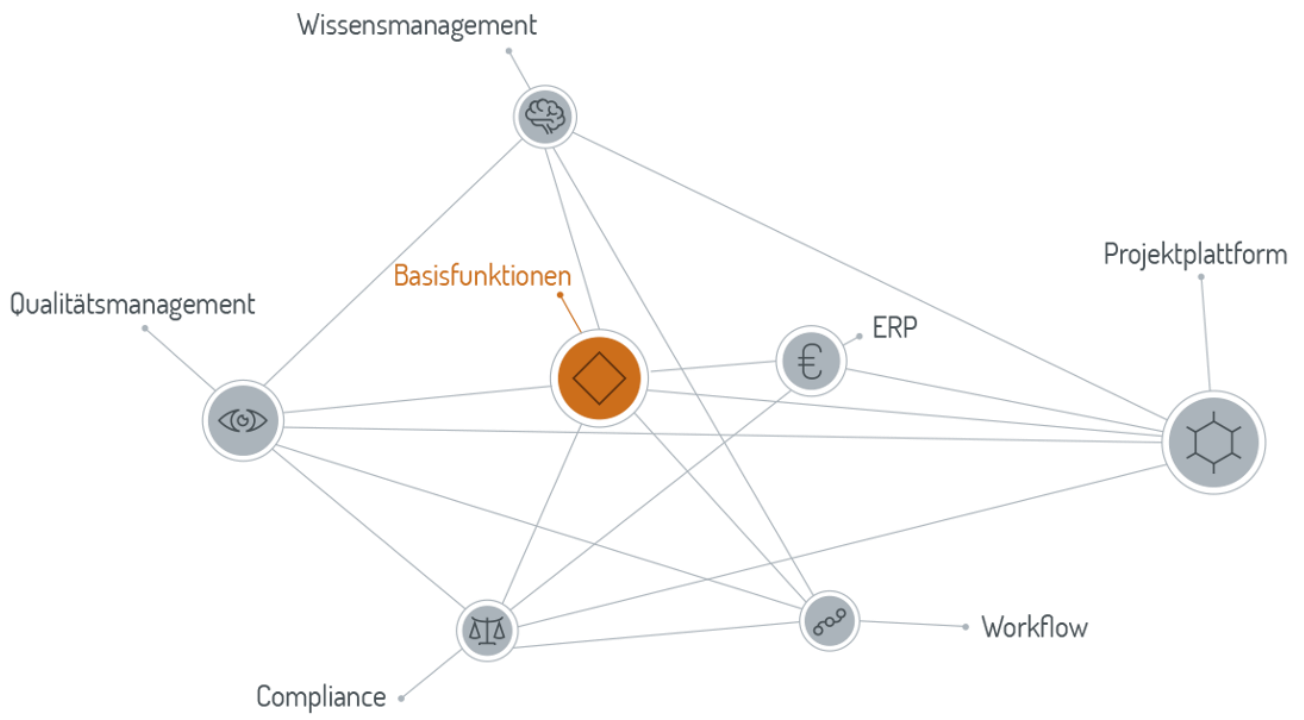 Wissensmanagement
Projektplattform
Basisfunktionen
Qualitätsmanagement
ERP
€
Workflow
Compliance